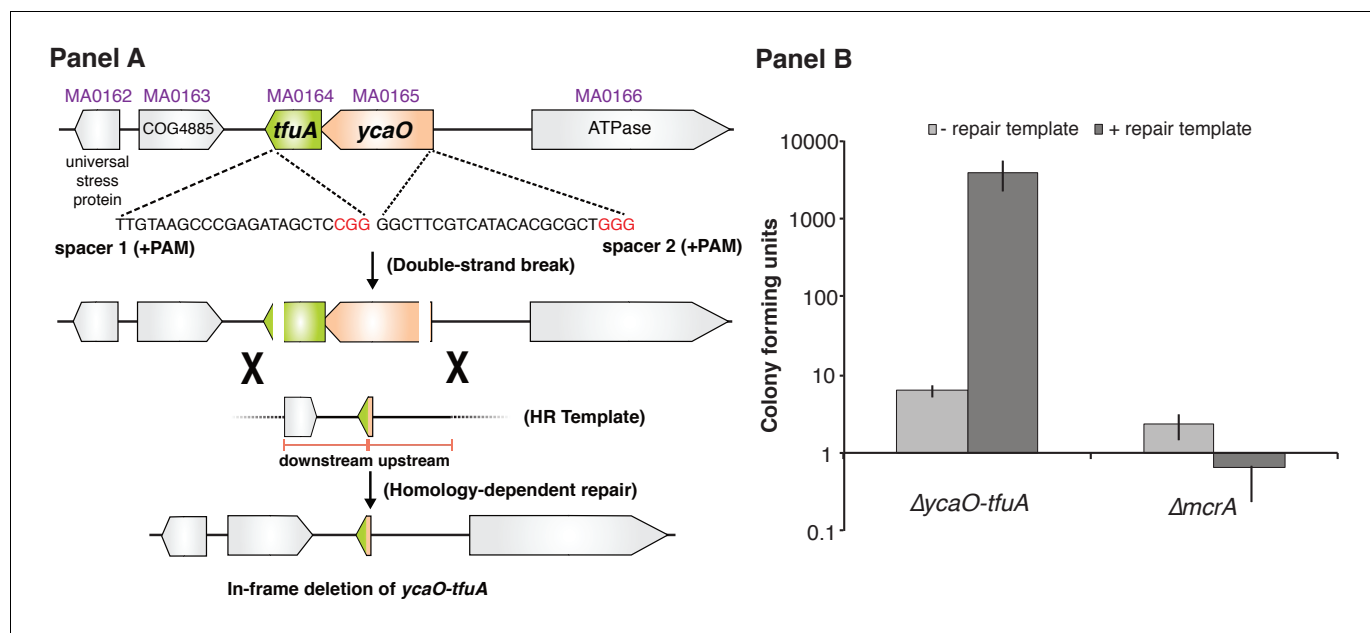 Panel A
MA0162 MA0163 MA0164 MA0165 MA0166
COG4885 tfuA ycaO ATPase
universal
stress
protein
TTGTAAGCCCGAGATAGCTCCGG GGCTTCGTCATACACGCGCTGGG
spacer 1 (+PAM) spacer 2 (+PAM)
(Double-strand break)
X X
(HR Template)
downstream upstream
(Homology-dependent repair)
In-frame deletion of ycaO-tfuA
Panel B
- repair template + repair template
Colony forming units
10000
1000
100
10
1
0.1
ΔycaO-tfuA ΔmcrA